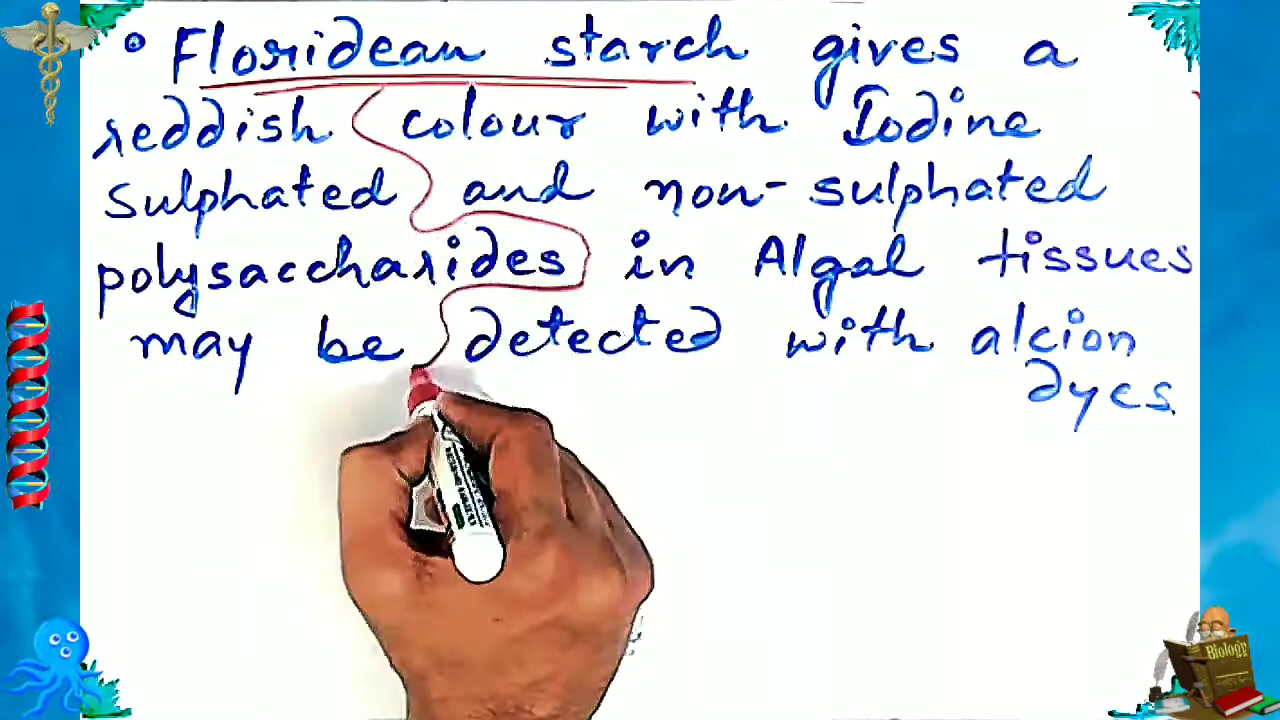 • Floridean starch gives a
reddish colour with Iodine
sulphated and non-sulphated
polysaccharides in Algal tissues
may be detected with alcion
dyes.
Biology